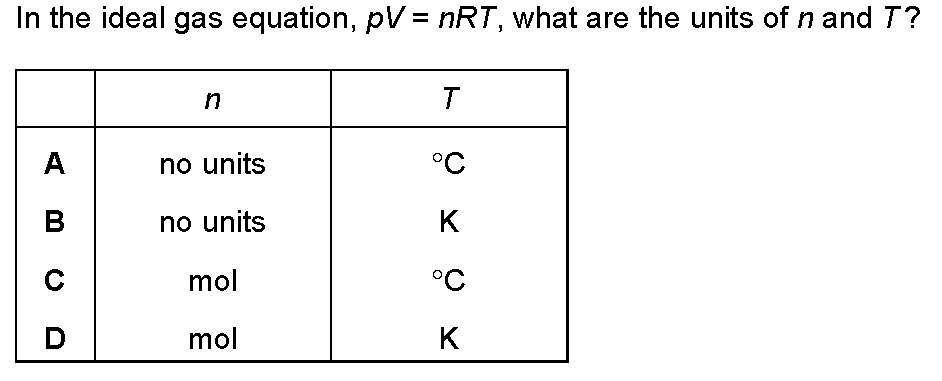 In the ideal gas equation, pV = nRT, what are the units of n and T?
n T
A no units °C
B no units K
C mol °C
D mol K